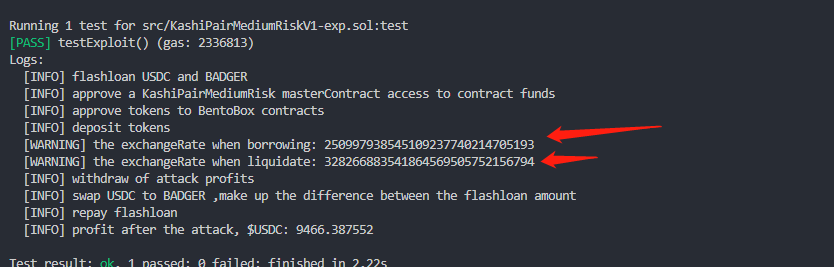 Running 1 test for src/KashiPairMediumRiskV1-exp.sol:test
[PASS] testExploit() (gas: 2336813)
Logs:
[INFO] flashloan USDC and BADGER
[INFO] approve a KashiPairMediumRisk masterContract access to contract funds
[INFO] approve tokens to BentoBox contracts
[INFO] deposit tokens
[WARNING] the exchangeRate when borrowing: 250997938545109237740214705193
[WARNING] the exchangeRate when liquidate: 328266883541864569505752156794
[INFO] withdraw of attack profits
[INFO] swap USDC to BADGER ,make up the difference between the flashloan amount
[INFO] repay flashloan
[INFO] profit after the attack, $USDC: 9466.387552
Test result: ok. 1 passed; 0 failed; finished in 2.22s